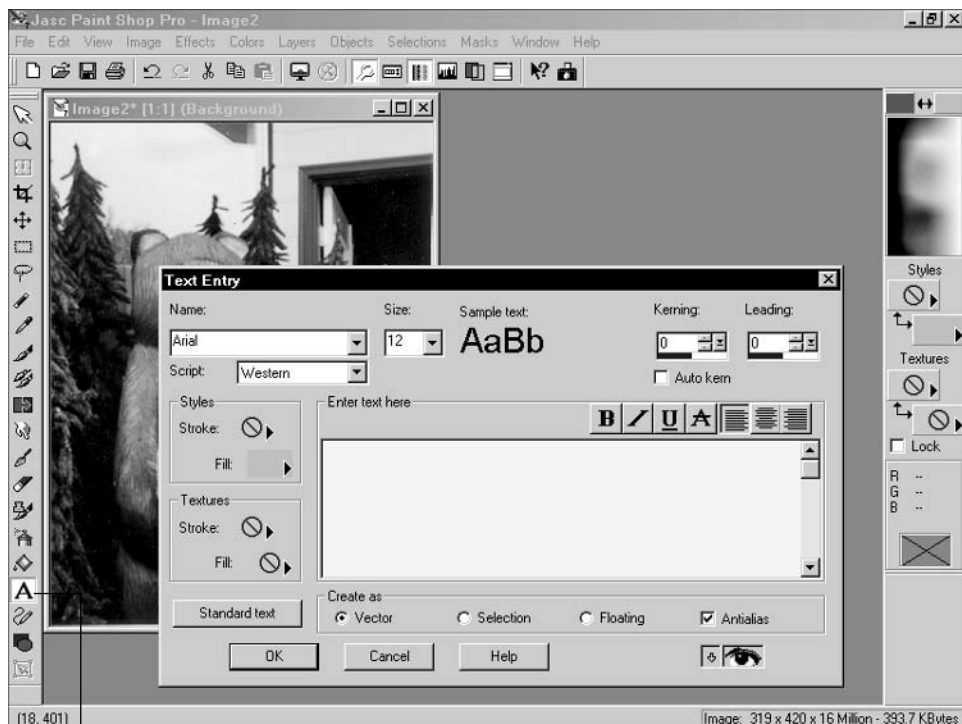 Jasc Paint Shop Pro - Image2
File Edit View Image Effects Colors Layers Objects Selections Masks Window Help
Image2* [1:1] (Background)
Styles
Textures
Lock
R --
G --
B --
Text Entry
Name: Size: Sample text: Kerning: Leading:
Arial 12 AaBb 0 0
Script: Western Auto kern
Styles
Stroke:
Fill:
Textures
Stroke:
Fill:
Enter text here
B I U A
Standard text
Create as
Vector Selection Floating Antialias
OK Cancel Help
A
(18, 401) Image: 319 x 420 x 16 Million - 393.7 KBytes